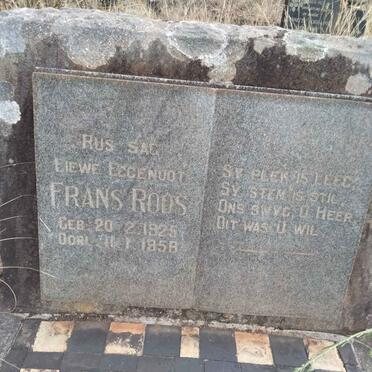 RUS SAG
LIEWE EGGENOOT
FRANS ROOS
GEB. 20 2 1925
OORL. 11 1 1958
SY PLEK IS LEEG,
SY STEM IS STIL
ONS SWYG, O HEER
DIT WAS U WIL